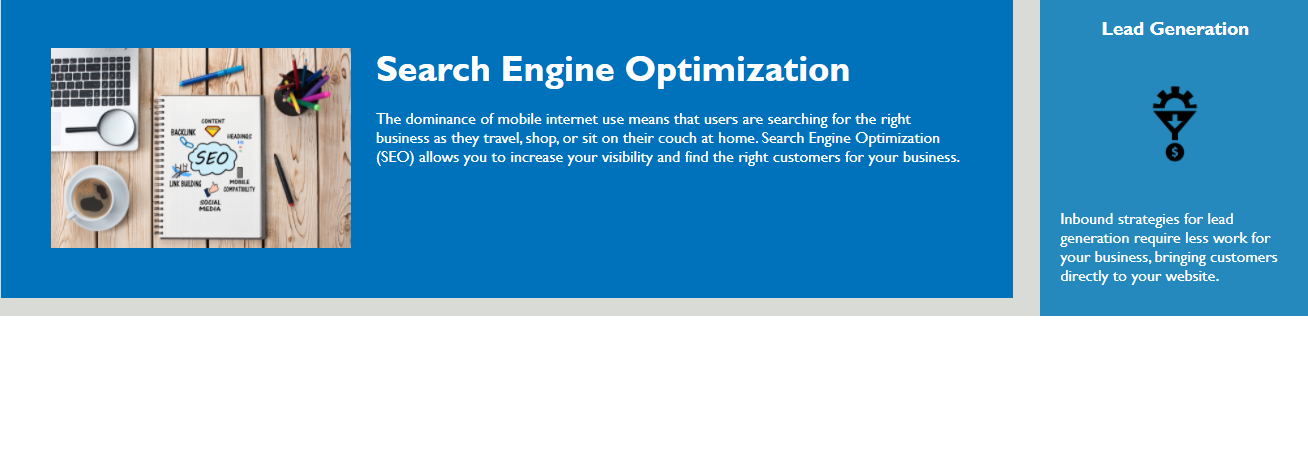 Search Engine Optimization
The dominance of mobile internet use means that users are searching for the right
business as they travel, shop, or sit on their couch at home. Search Engine Optimization
(SEO) allows you to increase your visibility and find the right customers for your business.
CONTENT
BACKLINK
HEADINGS
SEO
LINK BUILDING
MOBILE
COMPATIBILITY
SOCIAL
MEDIA
Lead Generation
$
Inbound strategies for lead
generation require less work for
your business, bringing customers
directly to your website.